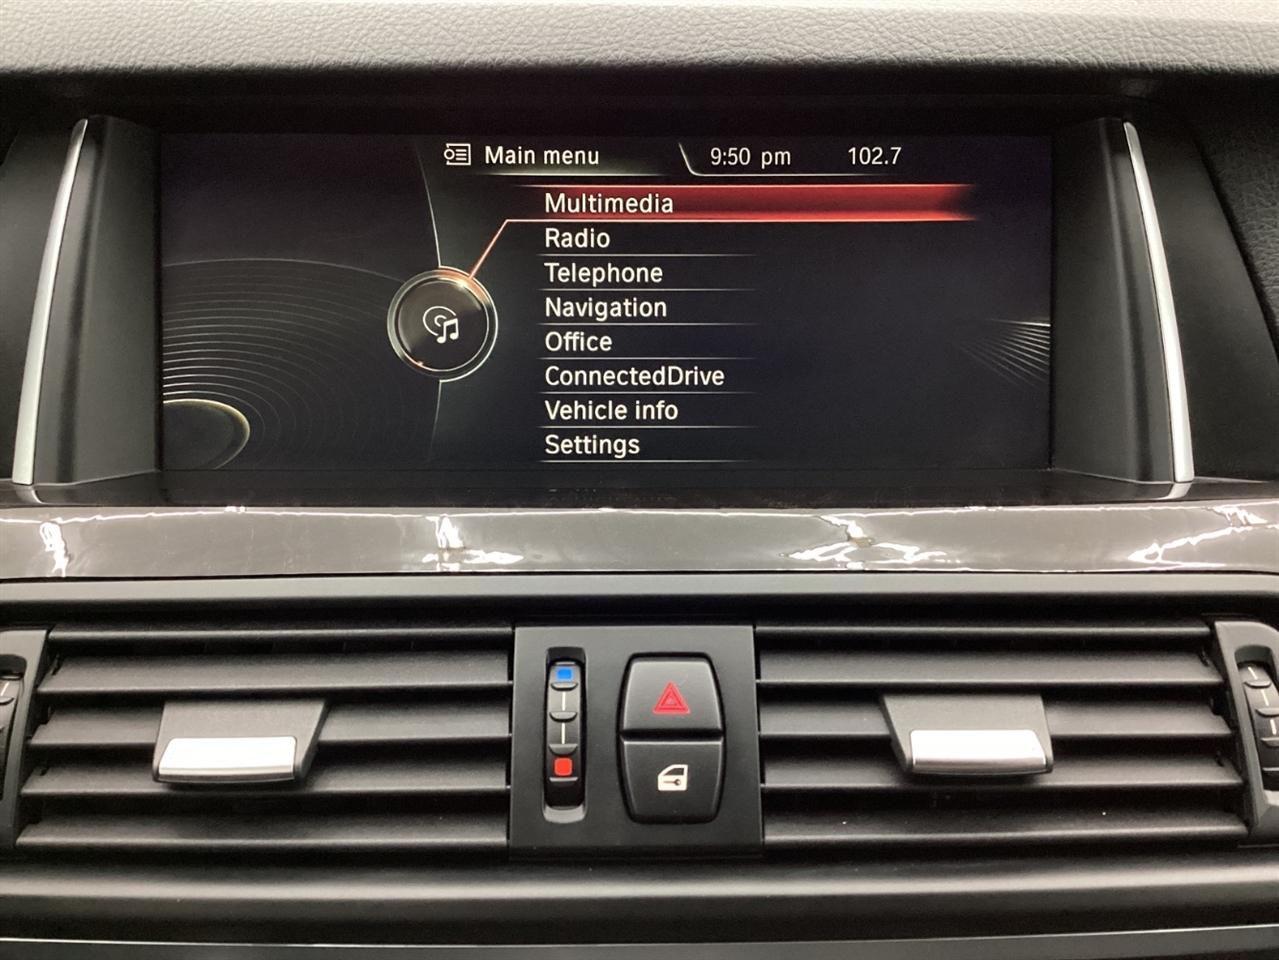 Main menu 9:50 pm 102.7
Multimedia
Radio
Telephone
Navigation
Office
ConnectedDrive
Vehicle info
Settings